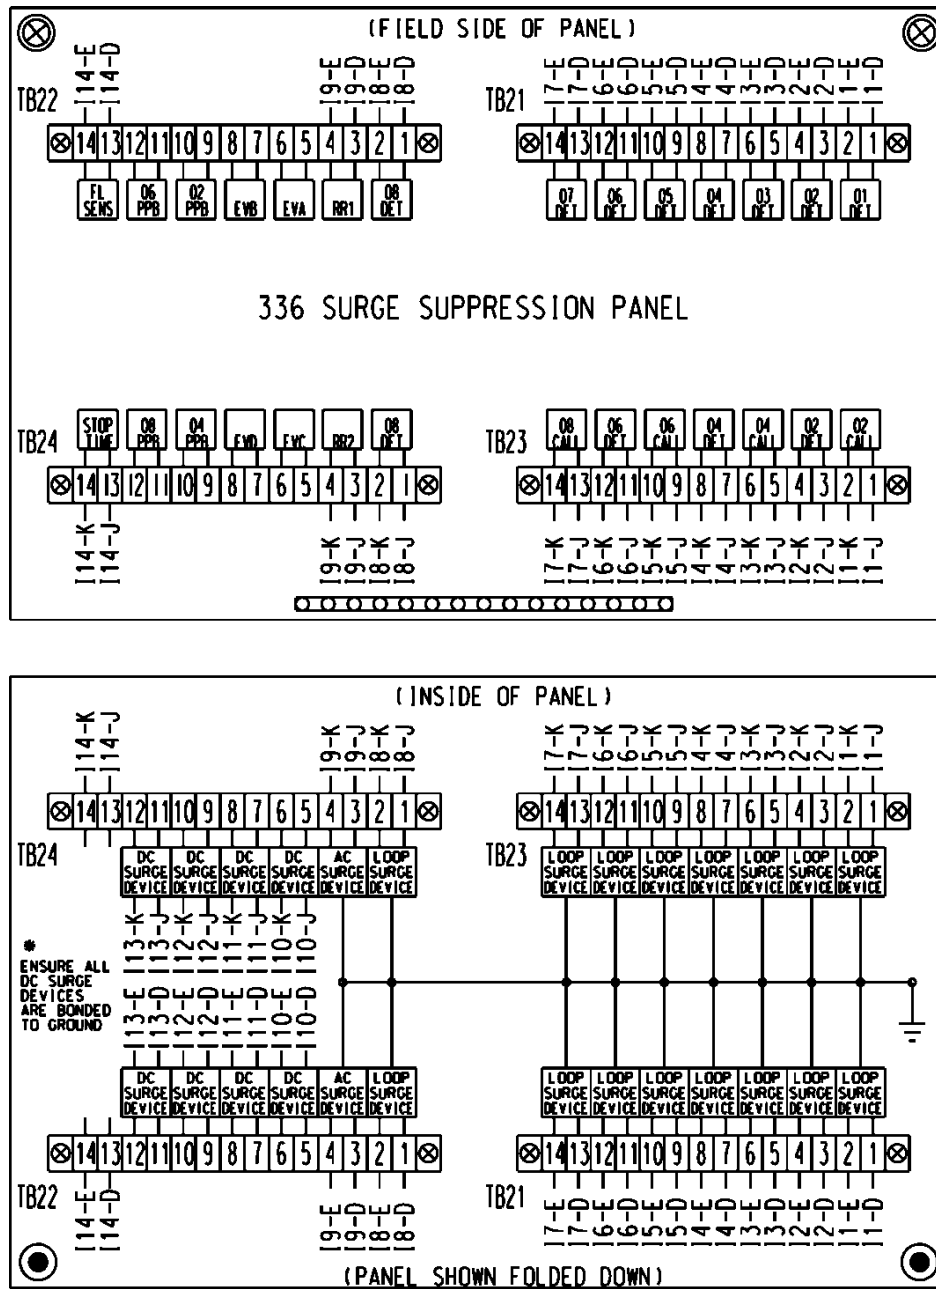 (FIELD SIDE OF PANEL)
I14-E I14-D I9-E I9-D I8-E I8-D
I7-E I7-D I6-E I6-D I5-E I5-D I4-E I4-D I3-E I3-D I2-E I2-D I1-E I1-D
TB22
TB21
14 13 12 11 10 9 8 7 6 5 4 3 2 1
14 13 12 11 10 9 8 7 6 5 4 3 2 1
FL 06 02 08
SENS PPB PPB EVB EVA RR1 DET
07 06 05 04 03 02 01
DET DET DET DET DET DET DET
336 SURGE SUPPRESSION PANEL
STOP 08 04 08
TIME PPB PPB EVD EVC RR2 DET
08 06 06 04 04 02 02
CALL DET CALL DET CALL DET CALL
TB24
TB23
14 13 12 11 10 9 8 7 6 5 4 3 2 1
14 13 12 11 10 9 8 7 6 5 4 3 2 1
I14-K I14-J I9-K I9-J I8-K I8-J
I7-K I7-J I6-K I6-J I5-K I5-J I4-K I4-J I3-K I3-J I2-K I2-J I1-K I1-J
(INSIDE OF PANEL)
I14-K I14-J I9-K I9-J I8-K I8-J
I7-K I7-J I6-K I6-J I5-K I5-J I4-K I4-J I3-K I3-J I2-K I2-J I1-K I1-J
14 13 12 11 10 9 8 7 6 5 4 3 2 1
14 13 12 11 10 9 8 7 6 5 4 3 2 1
TB24
TB23
DC DC DC DC AC LOOP
SURGE SURGE SURGE SURGE SURGE SURGE
DEVICE DEVICE DEVICE DEVICE DEVICE DEVICE
LOOP LOOP LOOP LOOP LOOP LOOP LOOP
SURGE SURGE SURGE SURGE SURGE SURGE SURGE
DEVICE DEVICE DEVICE DEVICE DEVICE DEVICE DEVICE
I13-K I13-J I12-K I12-J I11-K I11-J I10-K I10-J
*
ENSURE ALL
DC SURGE
DEVICES
ARE BONDED
TO GROUND
I13-E I13-D I12-E I12-D I11-E I11-D I10-E I10-D
DC DC DC DC AC LOOP
SURGE SURGE SURGE SURGE SURGE SURGE
DEVICE DEVICE DEVICE DEVICE DEVICE DEVICE
LOOP LOOP LOOP LOOP LOOP LOOP LOOP
SURGE SURGE SURGE SURGE SURGE SURGE SURGE
DEVICE DEVICE DEVICE DEVICE DEVICE DEVICE DEVICE
14 13 12 11 10 9 8 7 6 5 4 3 2 1
14 13 12 11 10 9 8 7 6 5 4 3 2 1
TB22
TB21
I14-E I14-D I9-E I9-D I8-E I8-D
I7-E I7-D I6-E I6-D I5-E I5-D I4-E I4-D I3-E I3-D I2-E I2-D I1-E I1-D
(PANEL SHOWN FOLDED DOWN)